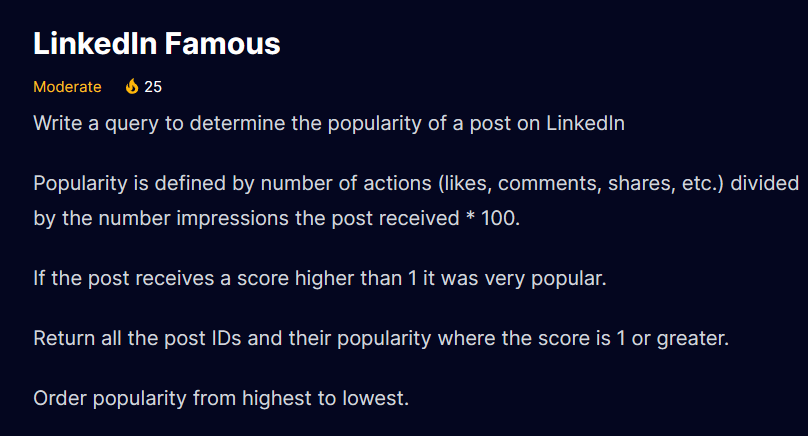 LinkedIn Famous
Moderate 25
Write a query to determine the popularity of a post on LinkedIn
Popularity is defined by number of actions (likes, comments, shares, etc.) divided
by the number impressions the post received * 100.
If the post receives a score higher than 1 it was very popular.
Return all the post IDs and their popularity where the score is 1 or greater.
Order popularity from highest to lowest.